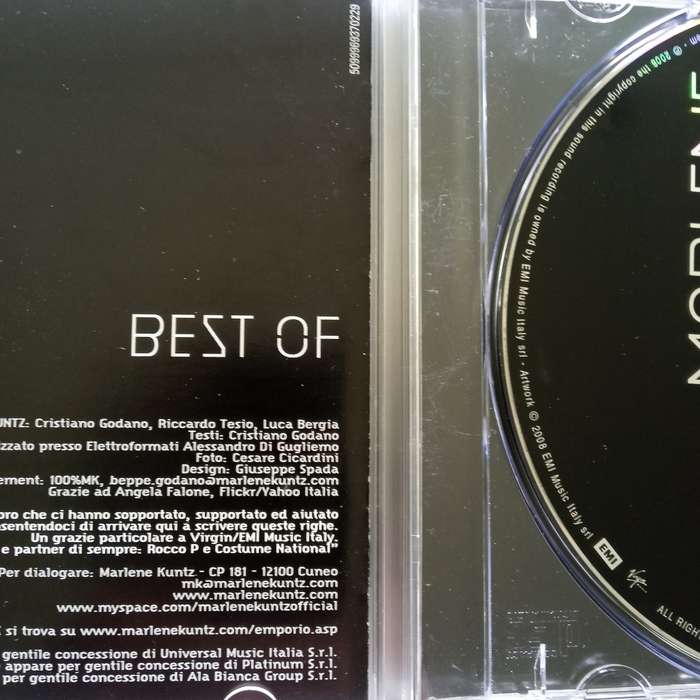 5099969370229
BEST OF
Cristiano Godano, Riccardo Tesio, Luca Bergia
Testi: Cristiano Godano
presso Elettroformati Alessandro Di Guglielmo
Foto: Cesare Cicardini
Design: Giuseppe Spada
100%MK, beppe.godano@marlenekuntz.com
Grazie ad Angela Falone, Flickr/Yahoo Italia
che ci hanno sopportato, supportato ed aiutato
di arrivare qui a scrivere queste righe.
Un grazie particolare a Virgin/EMI Music Italy,
e partner di sempre: Rocco P e Costume National"
Per dialogare: Marlene Kuntz - CP 181 - 12100 Cuneo
mk@marlenekuntz.com
www.marlenekuntz.com
www.myspace.com/marlenekuntzofficial
si trova su www.marlenekuntz.com/emporio.asp
gentile concessione di Universal Music Italia S.r.l.
appare per gentile concessione di Platinum S.r.l.
per gentile concessione di Ala Bianca Group S.r.l.
℗ 2008 the copyright in this sound recording is owned by EMI Music Italy srl - Artwork © 2008 EMI Music Italy srl
EMI
Virgin
ALL